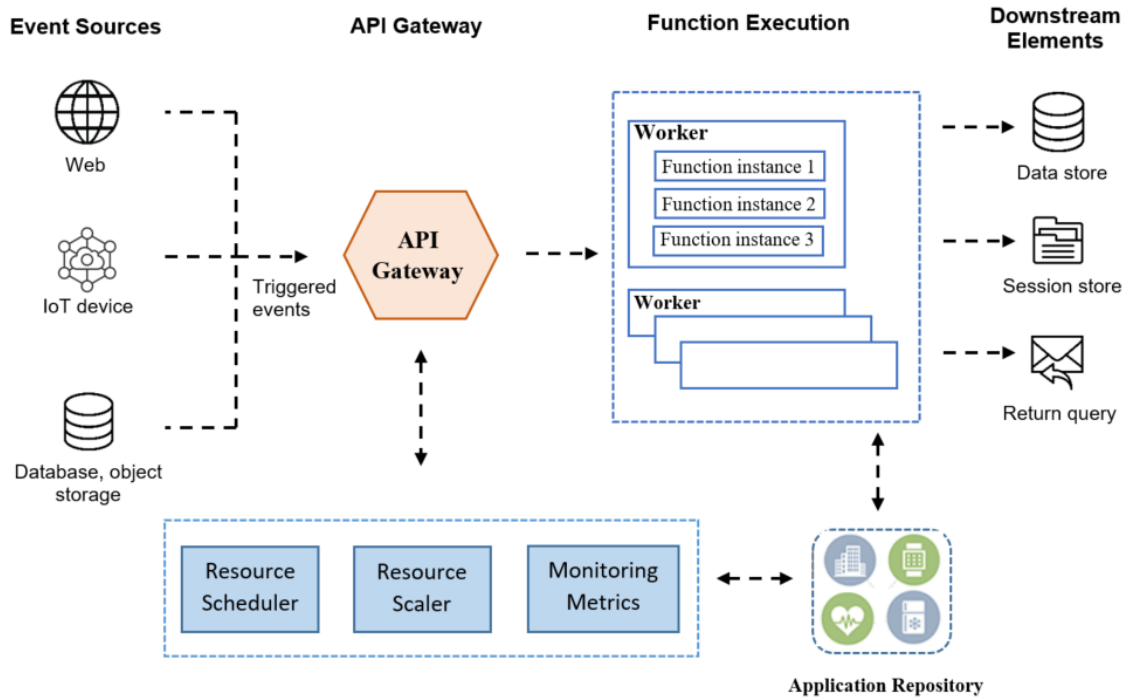 Event Sources
API Gateway
Function Execution
Downstream
Elements
Web
IoT device
Database, object
storage
Triggered
events
API
Gateway
Worker
Function instance 1
Function instance 2
Function instance 3
Worker
Data store
Session store
Return query
Resource
Scheduler
Resource
Scaler
Monitoring
Metrics
Application Repository